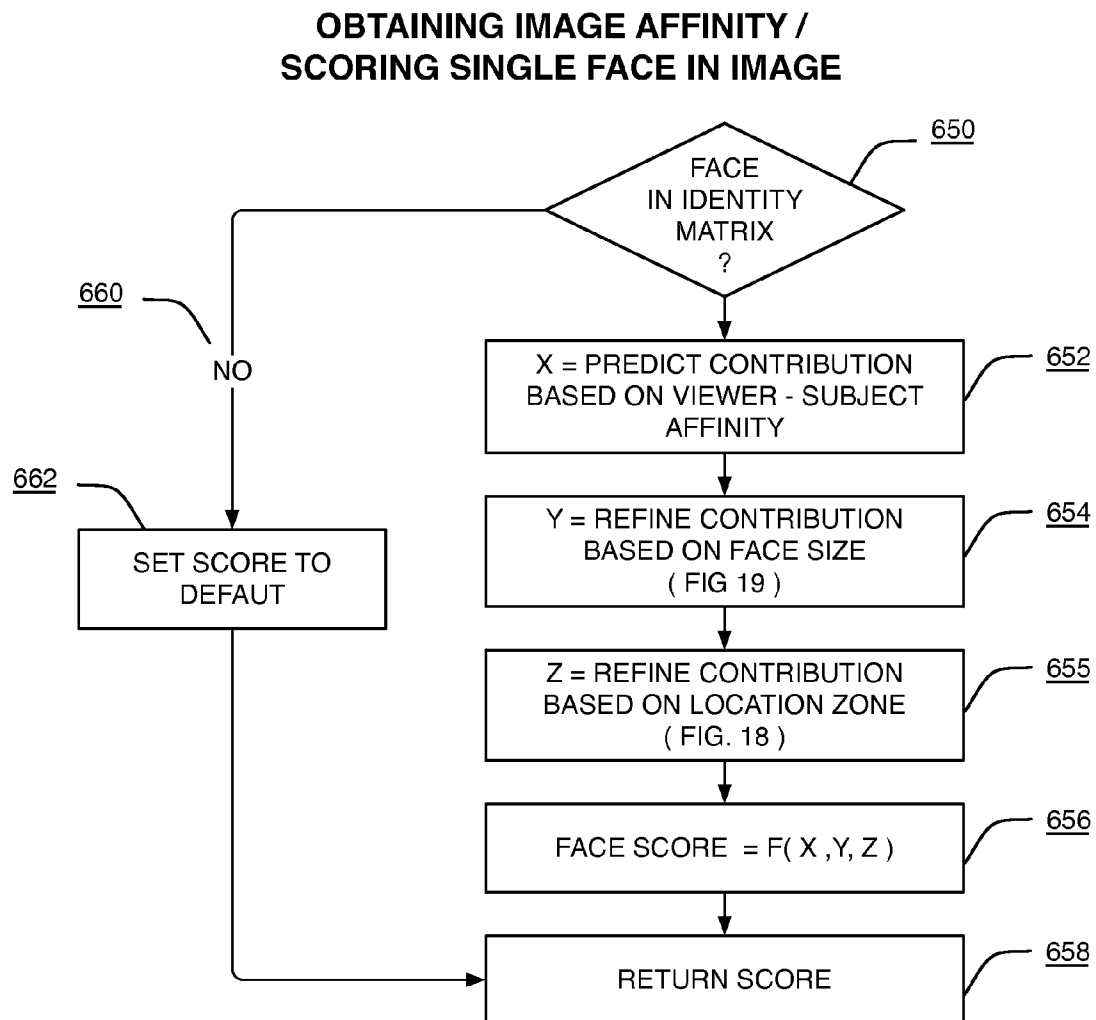 OBTAINING IMAGE AFFINITY /
SCORING SINGLE FACE IN IMAGE
650
FACE
IN IDENTITY
MATRIX
?
660
NO
652
X = PREDICT CONTRIBUTION
BASED ON VIEWER - SUBJECT
AFFINITY
662
SET SCORE TO
DEFAUT
654
Y = REFINE CONTRIBUTION
BASED ON FACE SIZE
( FIG 19 )
655
Z = REFINE CONTRIBUTION
BASED ON LOCATION ZONE
( FIG. 18 )
656
FACE SCORE = F( X ,Y, Z )
658
RETURN SCORE